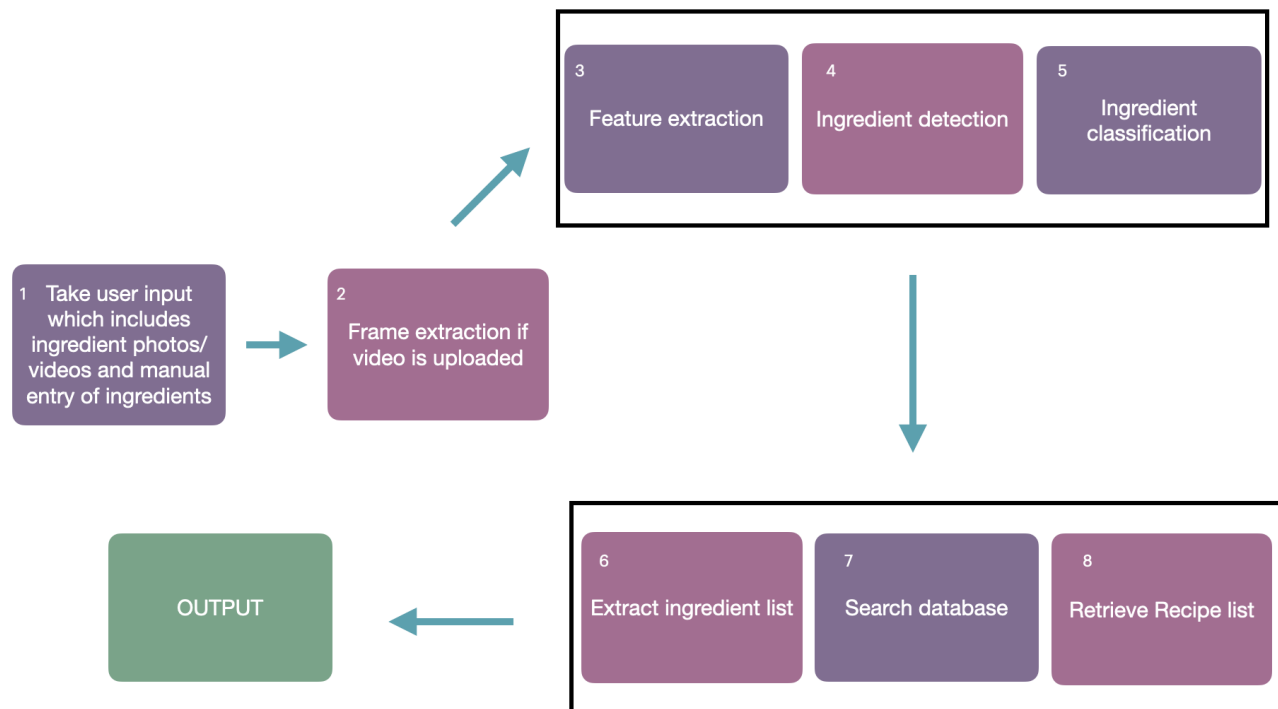 1
Take user input
which includes
ingredient photos/
videos and manual
entry of ingredients
2
Frame extraction if
video is uploaded
3
Feature extraction
4
Ingredient detection
5
Ingredient
classification
6
Extract ingredient list
7
Search database
8
Retrieve Recipe list
OUTPUT